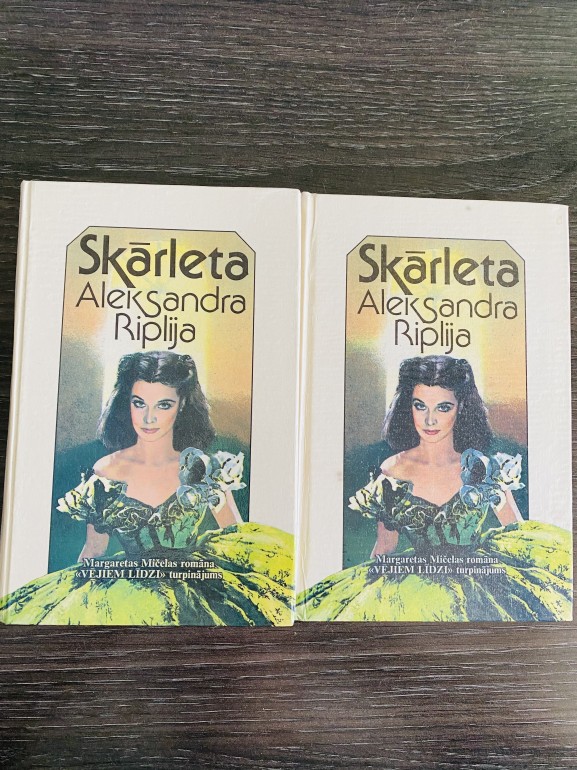 Skārleta
Aleksandra
Riplija
Margaretas Mičelas romāna
«VĒJIEM LĪDZI» turpinājums
Skārleta
Aleksandra
Riplija
Margaretas Mičelas romāna
«VĒJIEM LĪDZI» turpinājums